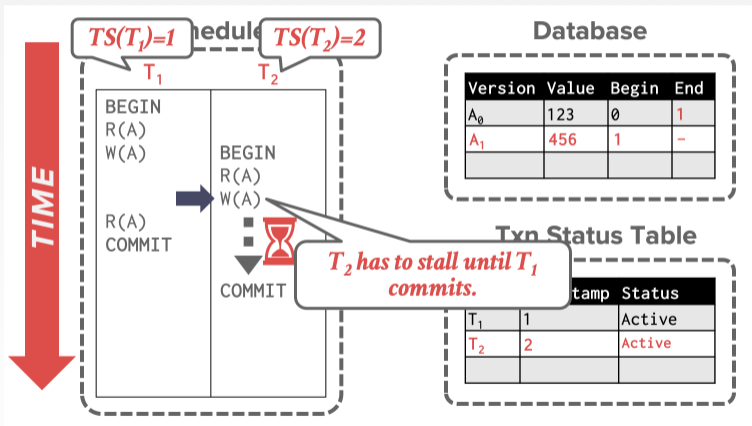 TS(T1)=1
hedule
TS(T2)=2
T1
T2
TIME
BEGIN
R(A)
W(A)
R(A)
COMMIT
BEGIN
R(A)
W(A)
COMMIT
T2 has to stall until T1
commits.
Database
Version Value Begin End
A0 123 0 1
A1 456 1 -
Txn Status Table
tamp Status
T1 1 Active
T2 2 Active